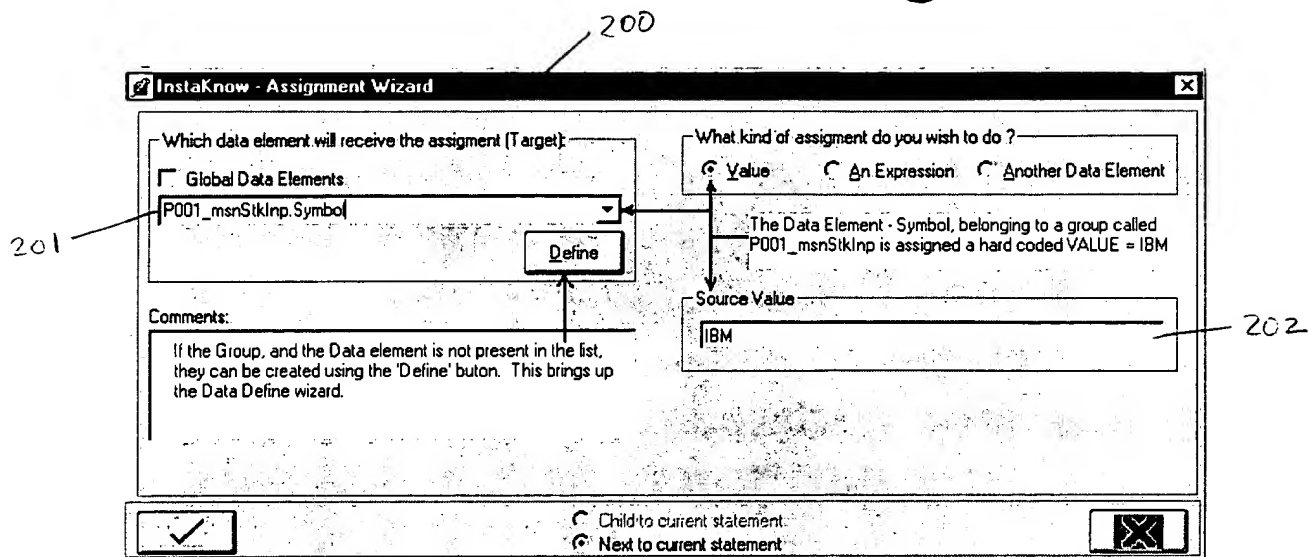 200
InstaKnow - Assignment Wizard
Which data element will receive the assigment (Target):
Global Data Elements
P001_msnStkInp.Symbol
201
Define
What kind of assigment do you wish to do ?
Value An Expression Another Data Element
The Data Element - Symbol, belonging to a group called
P001_msnStkInp is assigned a hard coded VALUE = IBM
Source Value
IBM
202
Comments:
If the Group, and the Data element is not present in the list,
they can be created using the 'Define' buton. This brings up
the Data Define wizard.
Child to current statement
Next to current statement